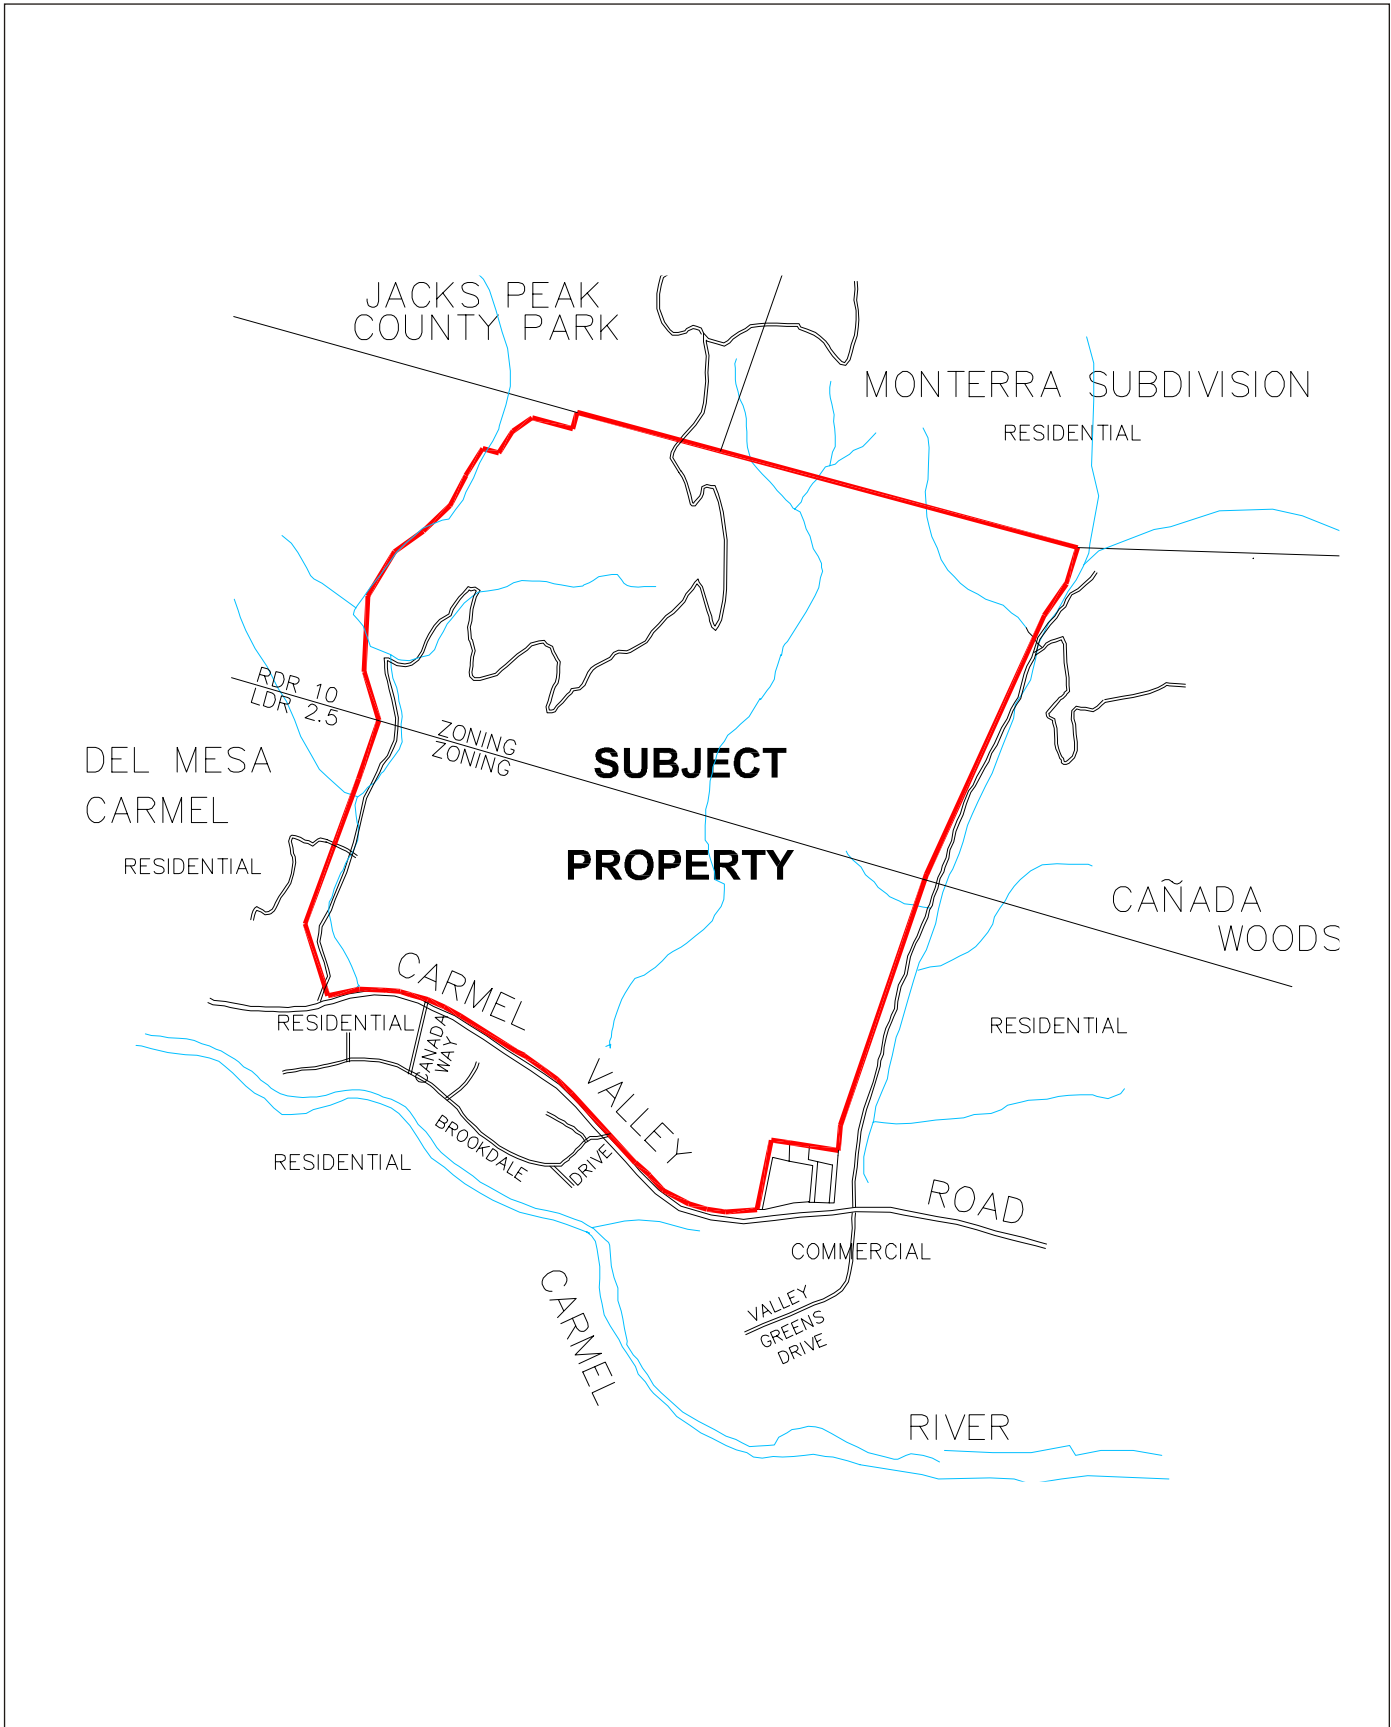 JACKS PEAK
COUNTY PARK
MONTERRA SUBDIVISION
RESIDENTIAL
RDR 10
LDR 2.5
ZONING
ZONING
SUBJECT
PROPERTY
DEL MESA
CARMEL
RESIDENTIAL
CAÑADA
WOODS
RESIDENTIAL
CARMEL
VALLEY
ROAD
RESIDENTIAL
CANADA
WAY
BROOKDALE
DRIVE
RESIDENTIAL
COMMERCIAL
VALLEY
GREENS
DRIVE
CARMEL
RIVER